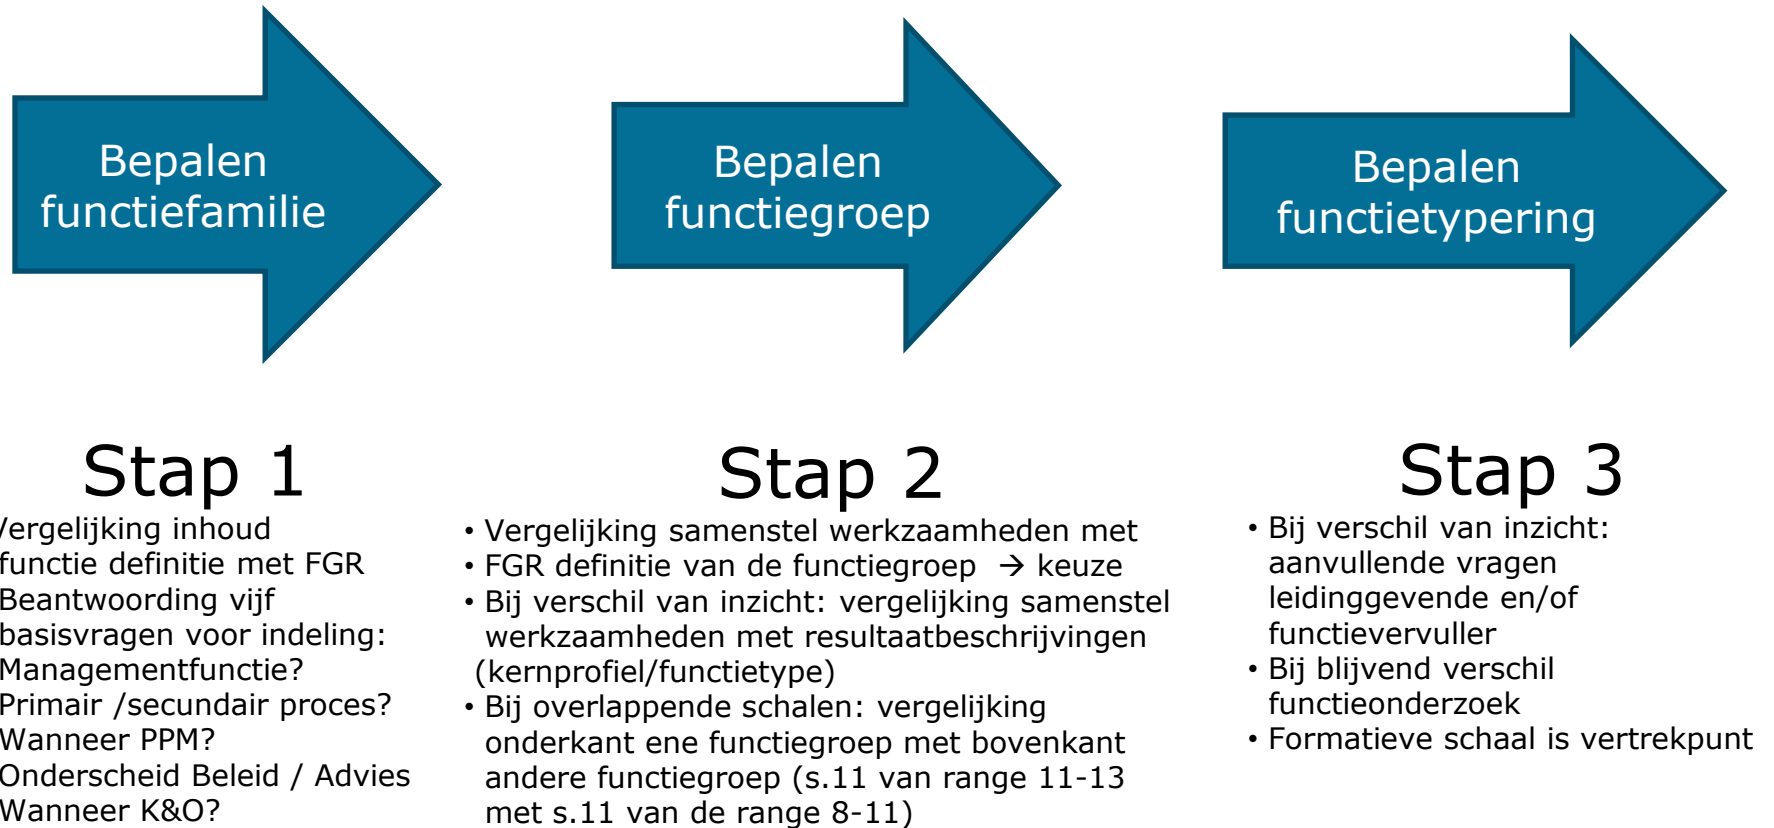 Bepalen
functiefamilie
Bepalen
functiegroep
Bepalen
functietypering
Stap 1
Vergelijking inhoud
functie definitie met FGR
Beantwoording vijf
basisvragen voor indeling:
Managementfunctie?
Primair /secundair proces?
Wanneer PPM?
Onderscheid Beleid / Advies
Wanneer K&O?
Stap 2
• Vergelijking samenstel werkzaamheden met
• FGR definitie van de functiegroep → keuze
• Bij verschil van inzicht: vergelijking samenstel
werkzaamheden met resultaatbeschrijvingen
(kernprofiel/functietype)
• Bij overlappende schalen: vergelijking
onderkant ene functiegroep met bovenkant
andere functiegroep (s.11 van range 11-13
met s.11 van de range 8-11)
Stap 3
• Bij verschil van inzicht:
aanvullende vragen
leidinggevende en/of
functievervuller
• Bij blijvend verschil
functieonderzoek
• Formatieve schaal is vertrekpunt